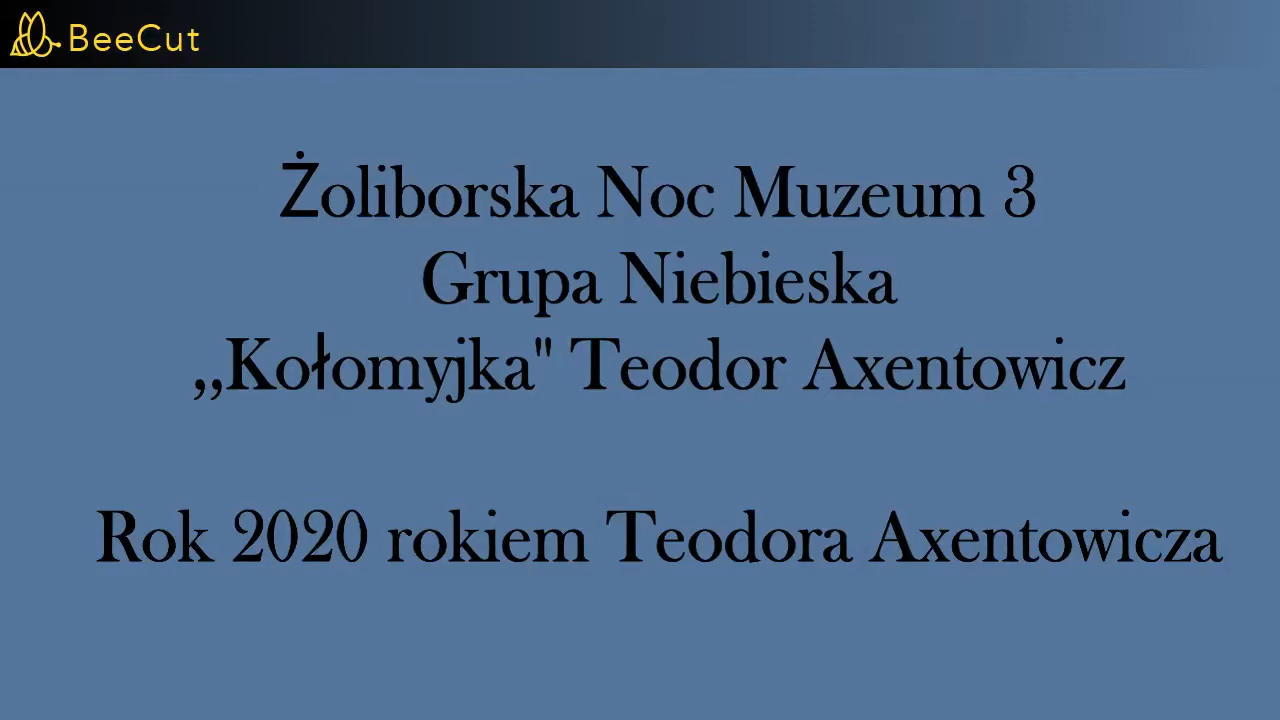 BeeCut
Żoliborska Noc Muzeum 3
Grupa Niebieska
,,Kołomyjka" Teodor Axentowicz
Rok 2020 rokiem Teodora Axentowicza